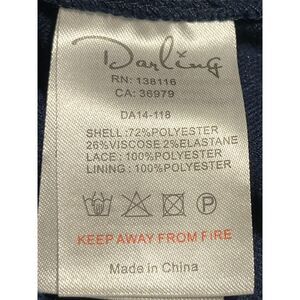 Darling
RN: 138116
CA: 36979
DA14-118
SHELL:72%POLYESTER
26%VISCOSE 2%ELASTANE
LACE: 100%POLYESTER
LINING: 100%POLYESTER
P
KEEP AWAY FROM FIRE
Made in China